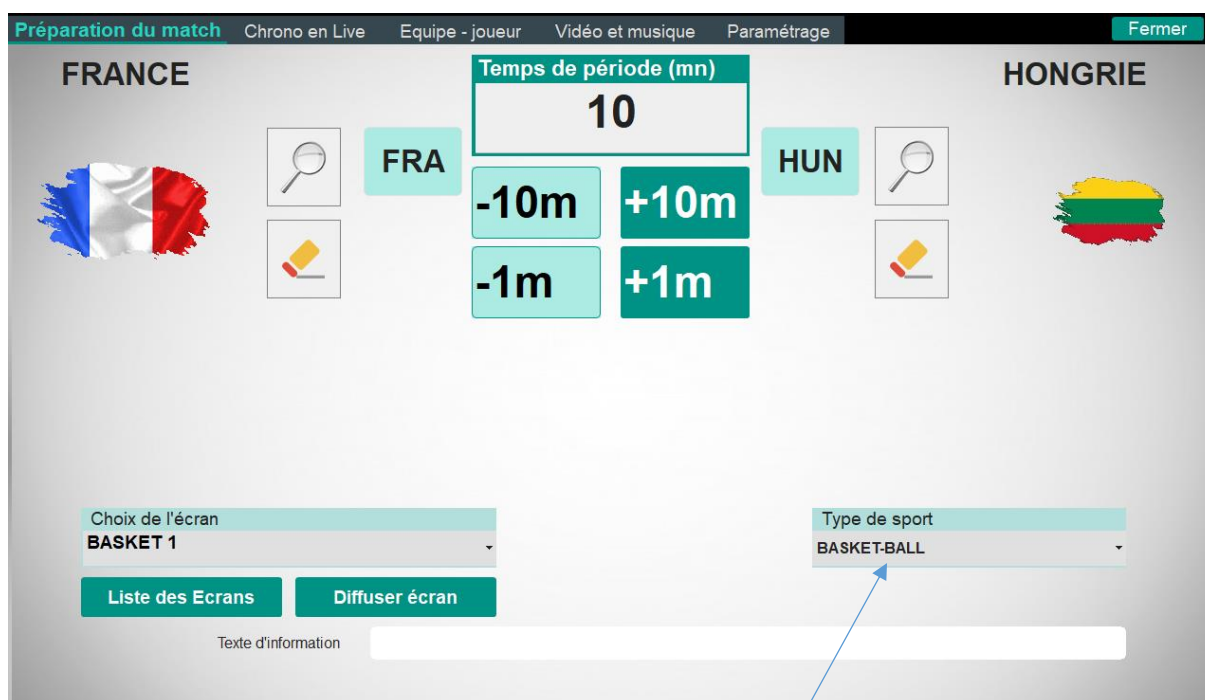 Préparation du match Chrono en Live Equipe - joueur Vidéo et musique Paramétrage Fermer
FRANCE
Temps de période (mn)
HONGRIE
10
FRA
HUN
-10m +10m
-1m +1m
Choix de l'écran
BASKET 1
Type de sport
BASKET-BALL
Liste des Ecrans Diffuser écran
Texte d'information